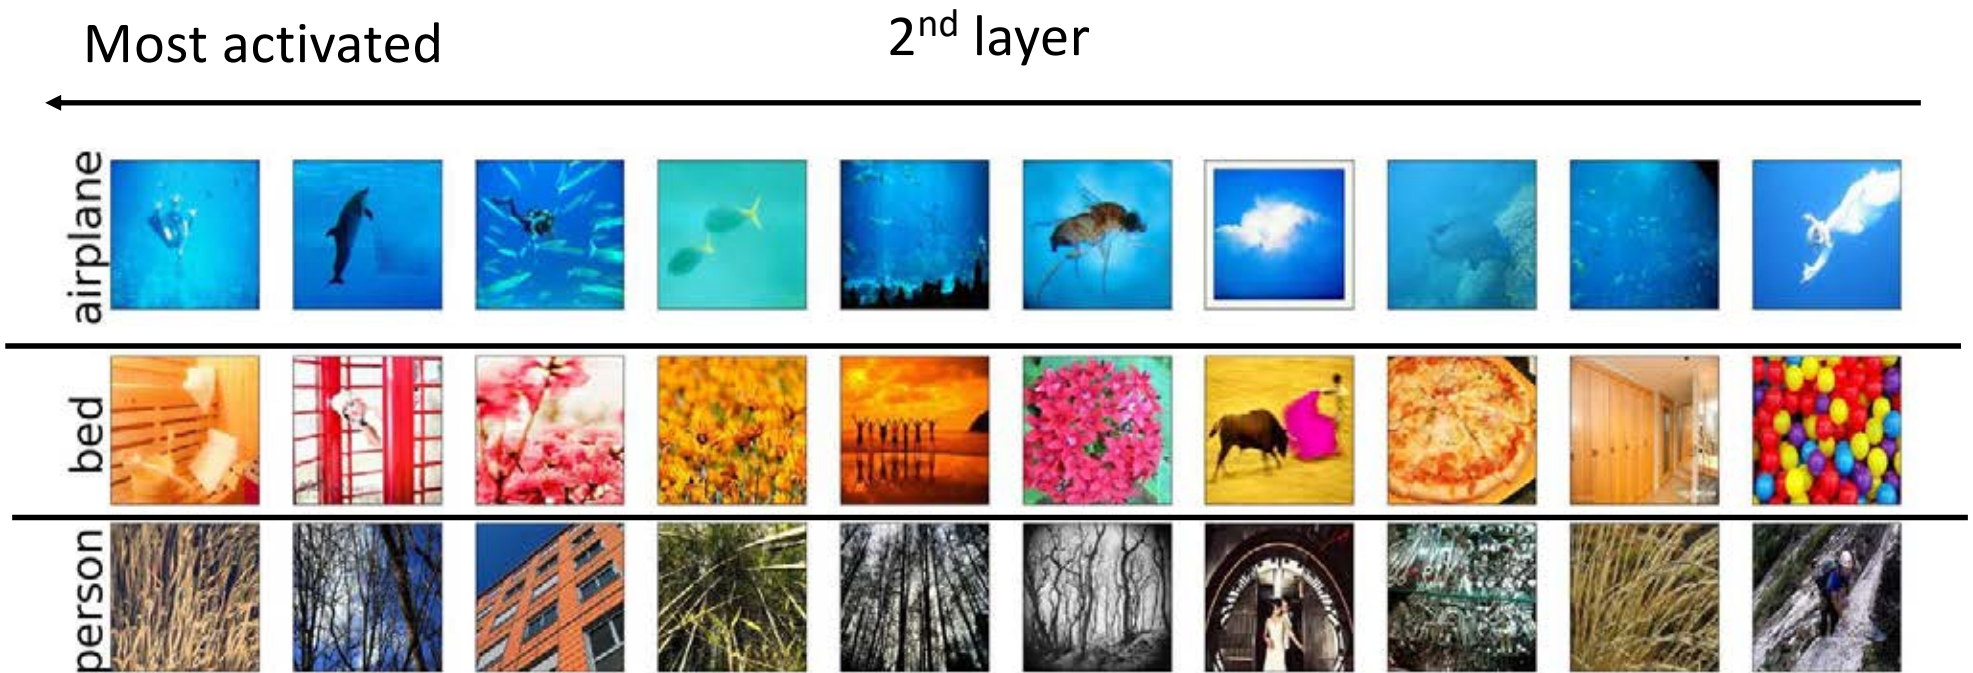 Most activated
2nd layer
airplane
bed
person